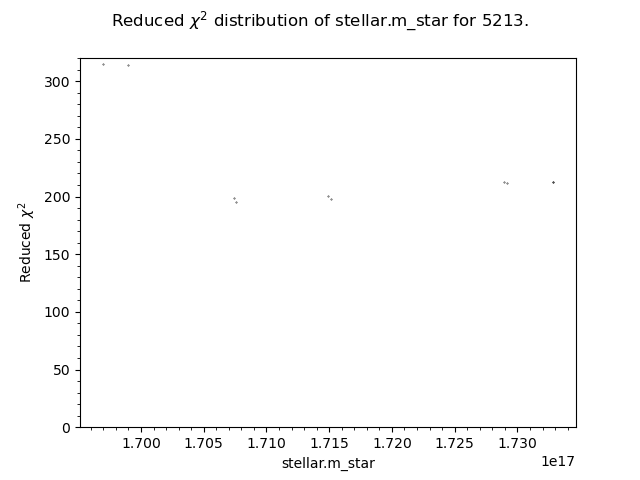 Reduced χ² distribution of stellar.m_star for 5213.
300
250
200
150
100
50
0
Reduced χ²
1.700 1.705 1.710 1.715 1.720 1.725 1.730
stellar.m_star
1e17